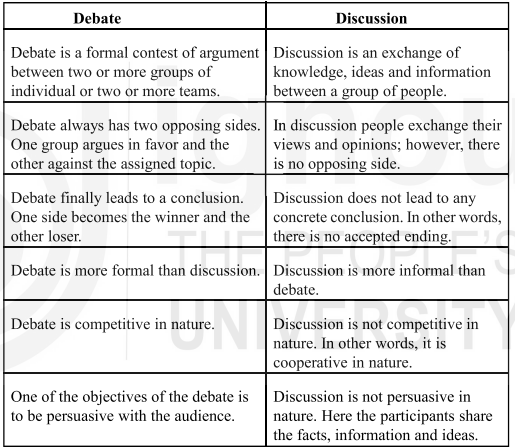 Debate
Discussion
Debate is a formal contest of argument
between two or more groups of
individual or two or more teams.
Discussion is an exchange of
knowledge, ideas and information
between a group of people.
Debate always has two opposing sides.
One group argues in favor and the
other against the assigned topic.
In discussion people exchange their
views and opinions; however, there
is no opposing side.
Debate finally leads to a conclusion.
One side becomes the winner and the
other loser.
Discussion does not lead to any
concrete conclusion. In other words,
there is no accepted ending.
Debate is more formal than discussion.
Discussion is more informal than
debate.
Debate is competitive in nature.
Discussion is not competitive in
nature. In other words, it is
cooperative in nature.
One of the objectives of the debate is
to be persuasive with the audience.
Discussion is not persuasive in
nature. Here the participants share
the facts, information and ideas.
ignou
THE PEOPLE'S
UNIVERSITY